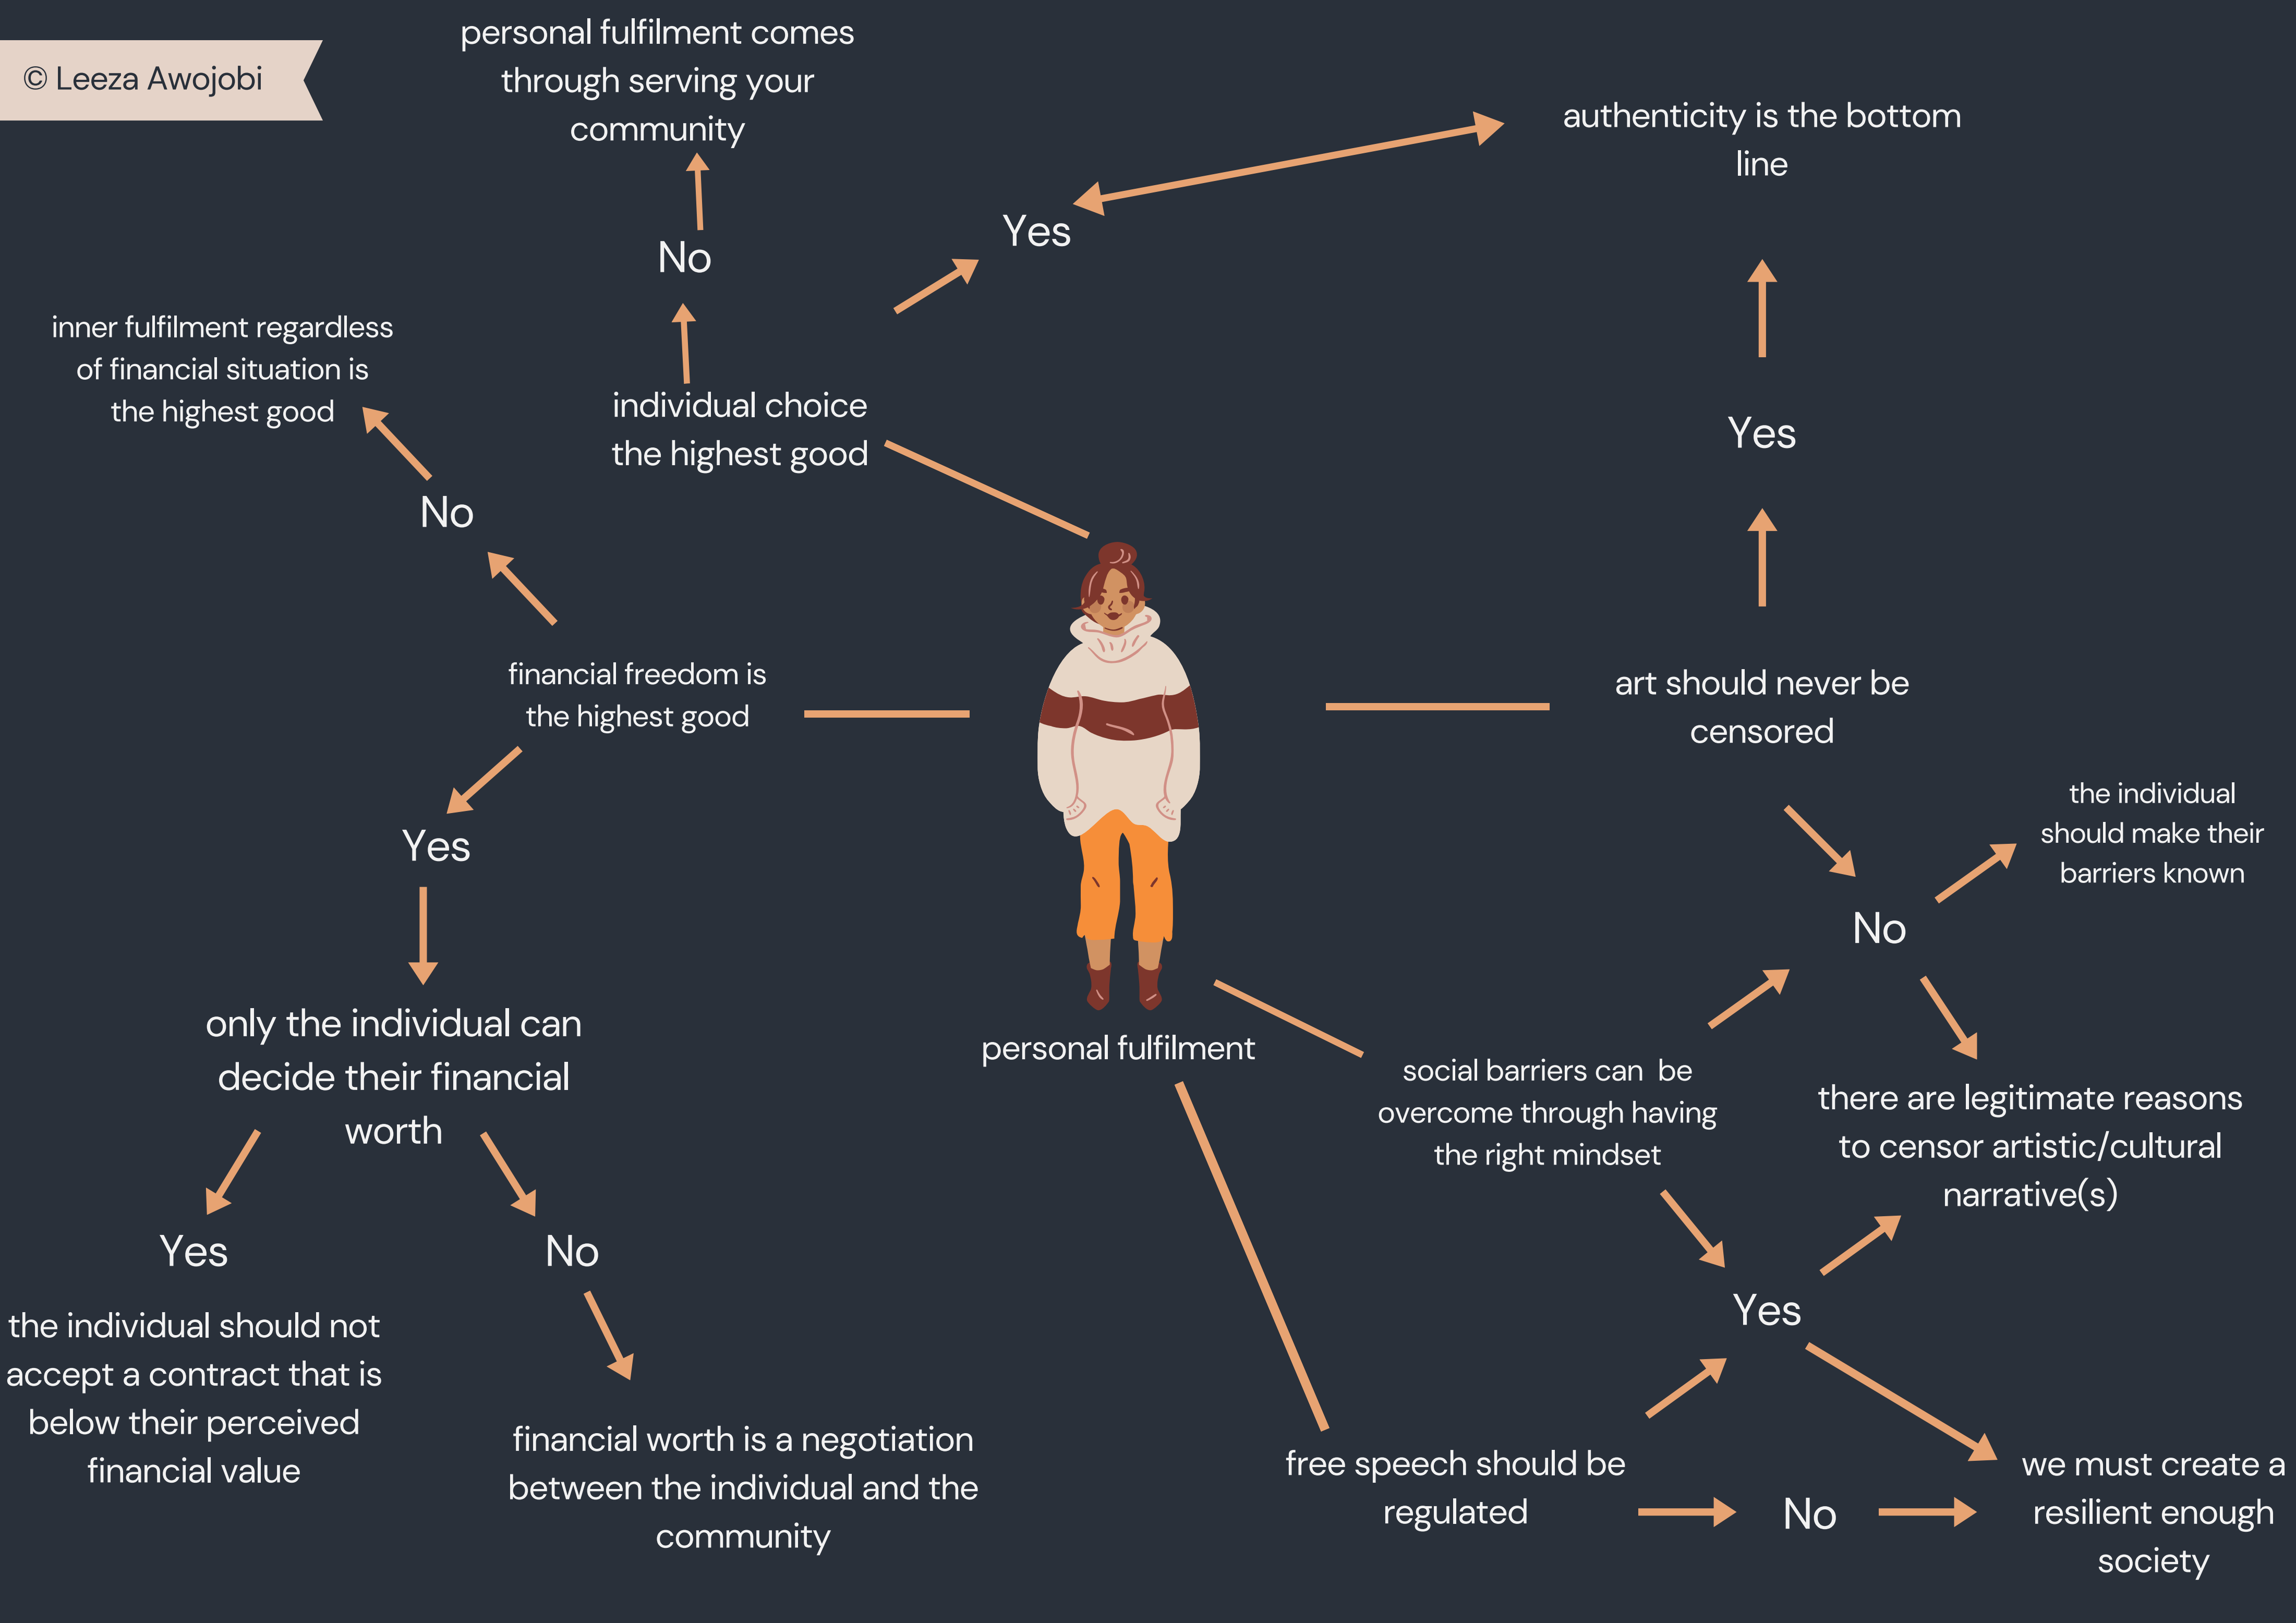 © Leeza Awojobi
personal fulfilment comes
through serving your
community
authenticity is the bottom
line
Yes
No
inner fulfilment regardless
of financial situation is
the highest good
individual choice
the highest good
Yes
No
financial freedom is
the highest good
art should never be
censored
the individual
should make their
barriers known
Yes
No
only the individual can
decide their financial
worth
personal fulfilment
social barriers can  be
overcome through having
the right mindset
there are legitimate reasons
to censor artistic/cultural
narrative(s)
Yes
No
Yes
the individual should not
accept a contract that is
below their perceived
financial value
financial worth is a negotiation
between the individual and the
community
free speech should be
regulated
No
we must create a
resilient enough
society